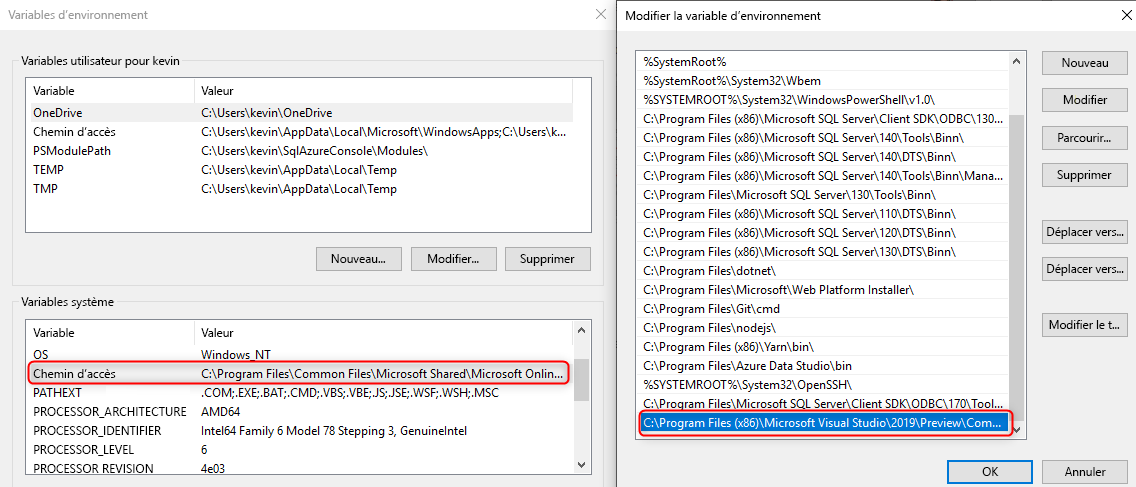 Variables d'environnement
Variables utilisateur pour kevin
Variable Valeur
OneDrive C:\Users\kevin\OneDrive
Chemin d'accès C:\Users\kevin\AppData\Local\Microsoft\WindowsApps;C:\Users\k...
PSModulePath C:\Users\kevin\SqlAzureConsole\Modules\
TEMP C:\Users\kevin\AppData\Local\Temp
TMP C:\Users\kevin\AppData\Local\Temp
Nouveau... Modifier... Supprimer
Variables système
Variable Valeur
OS Windows_NT
Chemin d'accès C:\Program Files\Common Files\Microsoft Shared\Microsoft Onlin...
PATHEXT .COM;.EXE;.BAT;.CMD;.VBS;.VBE;JS;JSE;.WSF;.WSH;.MSC
PROCESSOR_ARCHITECTURE AMD64
PROCESSOR_IDENTIFIER Intel64 Family 6 Model 78 Stepping 3, GenuineIntel
PROCESSOR_LEVEL 6
PROCESSOR REVISION 4e03
Modifier la variable d'environnement
%SystemRoot%
%SystemRoot%\System32\Wbem
%SYSTEMROOT%\System32\WindowsPowerShell\v1.0\
C:\Program Files (x86)\Microsoft SQL Server\Client SDK\ODBC\130...
C:\Program Files (x86)\Microsoft SQL Server\140\Tools\Binn\
C:\Program Files (x86)\Microsoft SQL Server\140\DTS\Binn\
C:\Program Files (x86)\Microsoft SQL Server\140\Tools\Binn\Mana...
C:\Program Files\Microsoft SQL Server\130\Tools\Binn\
C:\Program Files (x86)\Microsoft SQL Server\110\DTS\Binn\
C:\Program Files (x86)\Microsoft SQL Server\120\DTS\Binn\
C:\Program Files (x86)\Microsoft SQL Server\130\DTS\Binn\
C:\Program Files\dotnet\
C:\Program Files\Microsoft\Web Platform Installer\
C:\Program Files\Git\cmd
C:\Program Files\nodejs\
C:\Program Files (x86)\Yarn\bin\
C:\Program Files\Azure Data Studio\bin
%SYSTEMROOT%\System32\OpenSSH\
C:\Program Files\Microsoft SQL Server\Client SDK\ODBC\170\Tool...
C:\Program Files (x86)\Microsoft Visual Studio\2019\Preview\Com...
Nouveau
Modifier
Parcourir...
Supprimer
Déplacer vers...
Déplacer vers...
Modifier le t...
OK Annuler